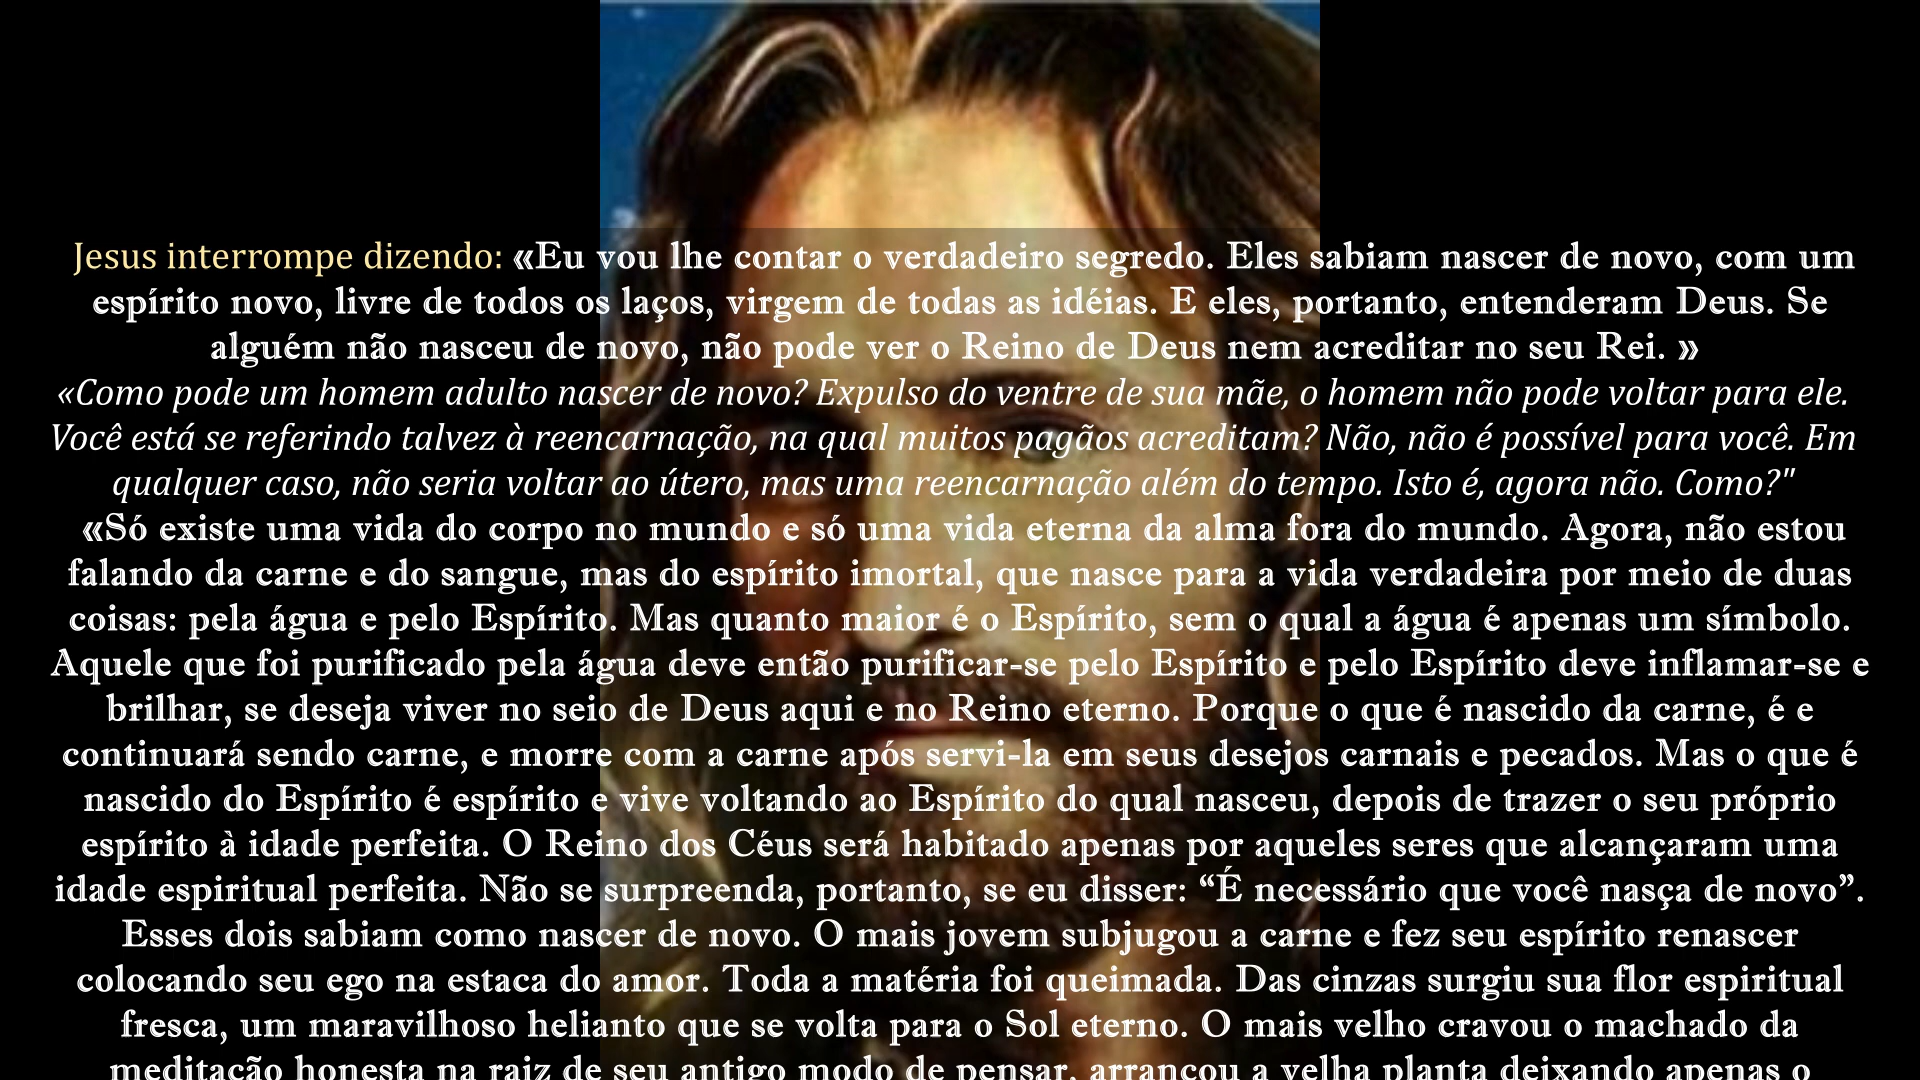 Jesus interrompe dizendo: «Eu vou lhe contar o verdadeiro segredo. Eles sabiam nascer de novo, com um
espírito novo, livre de todos os laços, virgem de todas as idéias. E eles, portanto, entenderam Deus. Se
alguém não nasceu de novo, não pode ver o Reino de Deus nem acreditar no seu Rei. »
«Como pode um homem adulto nascer de novo? Expulso do ventre de sua mãe, o homem não pode voltar para ele.
Você está se referindo talvez à reencarnação, na qual muitos pagãos acreditam? Não, não é possível para você. Em
qualquer caso, não seria voltar ao útero, mas uma reencarnação além do tempo. Isto é, agora não. Como?"
«Só existe uma vida do corpo no mundo e só uma vida eterna da alma fora do mundo. Agora, não estou
falando da carne e do sangue, mas do espírito imortal, que nasce para a vida verdadeira por meio de duas
coisas: pela água e pelo Espírito. Mas quanto maior é o Espírito, sem o qual a água é apenas um símbolo.
Aquele que foi purificado pela água deve então purificar-se pelo Espírito e pelo Espírito deve inflamar-se e
brilhar, se deseja viver no seio de Deus aqui e no Reino eterno. Porque o que é nascido da carne, é e
continuará sendo carne, e morre com a carne após servi-la em seus desejos carnais e pecados. Mas o que é
nascido do Espírito é espírito e vive voltando ao Espírito do qual nasceu, depois de trazer o seu próprio
espírito à idade perfeita. O Reino dos Céus será habitado apenas por aqueles seres que alcançaram uma
idade espiritual perfeita. Não se surpreenda, portanto, se eu disser: “É necessário que você nasça de novo”.
Esses dois sabiam como nascer de novo. O mais jovem subjugou a carne e fez seu espírito renascer
colocando seu ego na estaca do amor. Toda a matéria foi queimada. Das cinzas surgiu sua flor espiritual
fresca, um maravilhoso helianto que se volta para o Sol eterno. O mais velho cravou o machado da
meditação honesta na raiz de seu antigo modo de pensar, arrancou a velha planta deixando apenas o